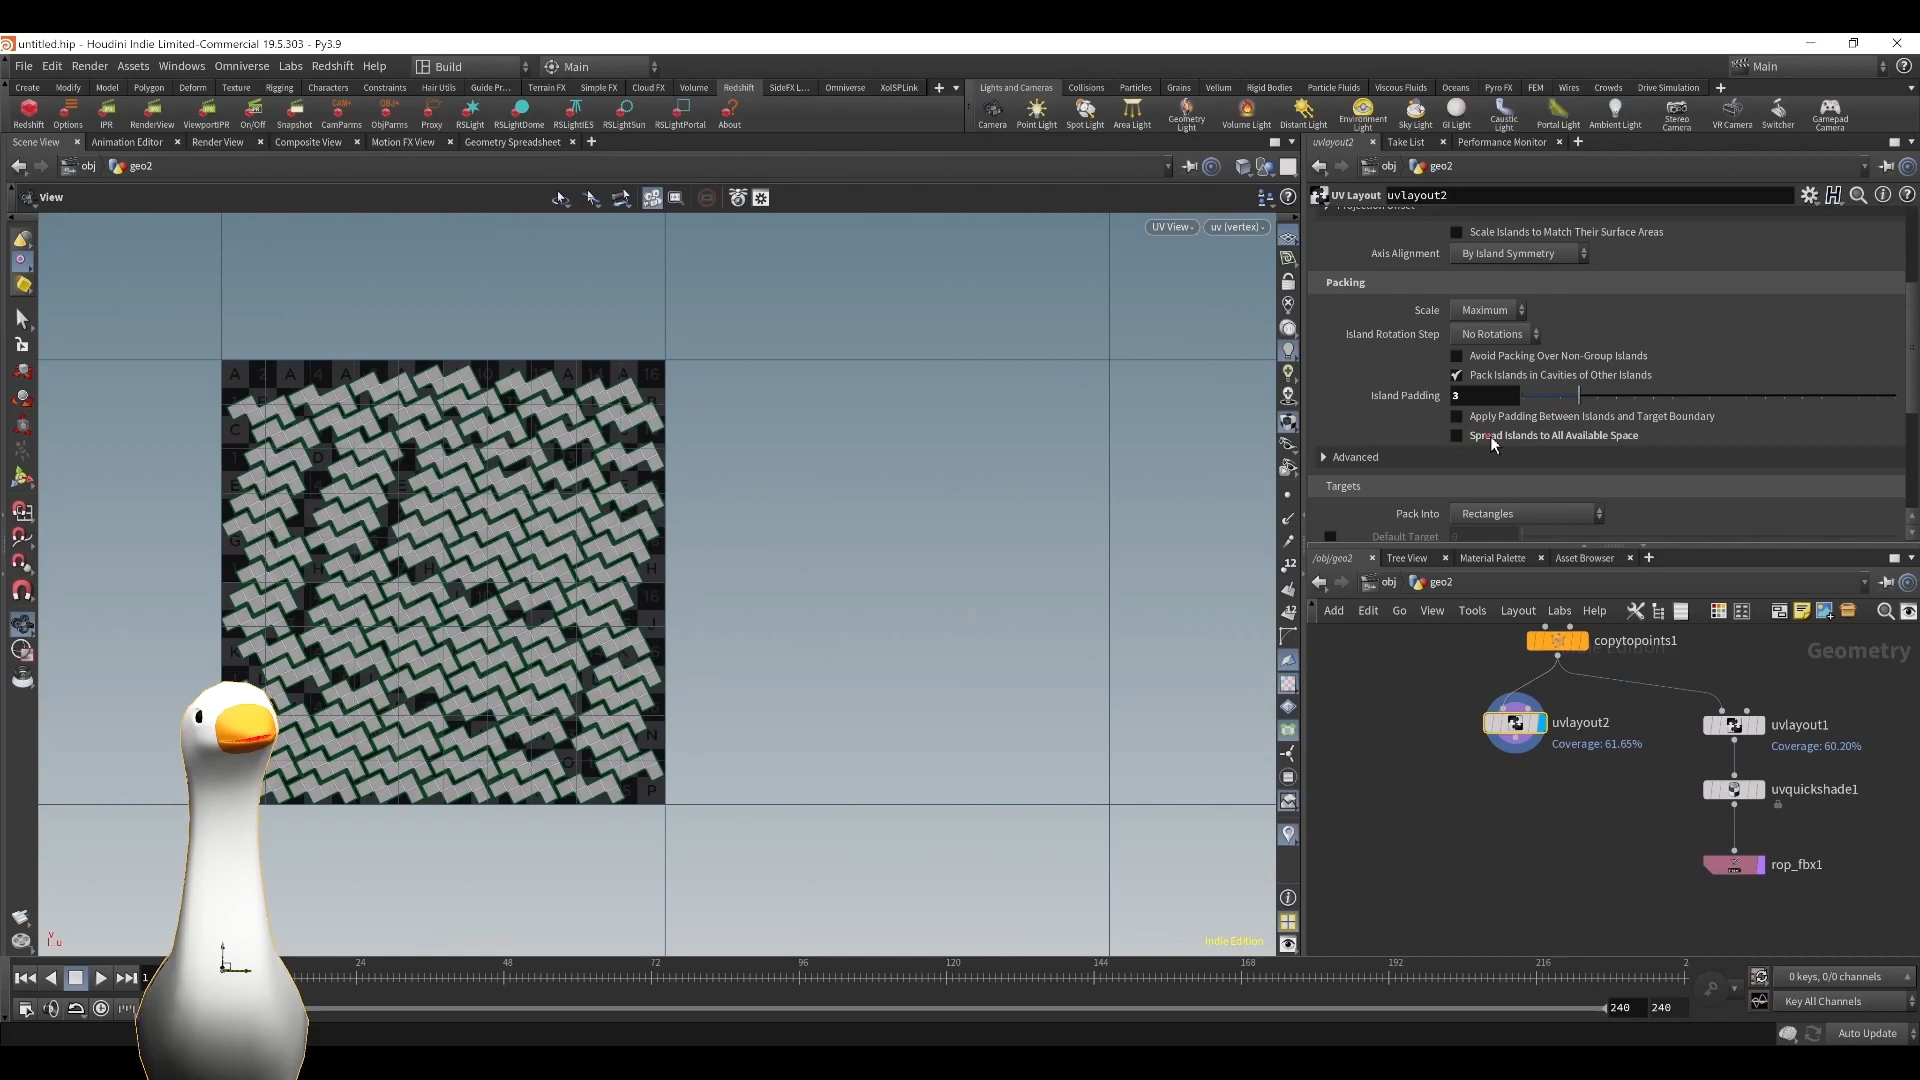 untitled.hip - Houdini Indie Limited-Commercial 19.5.303 - Py3.9
File Edit Render Assets Windows Omniverse Labs Redshift Help Build Main Main
Create Modify Model Polygon Deform Texture Rigging Characters Constraints Hair Utils Guide Pr... Terrain FX Simple FX Cloud FX Volume Redshift SideFX L... Omniverse XolSPLink
Lights and Cameras Collisions Particles Grains Vellum Rigid Bodies Particle Fluids Viscous Fluids Oceans Pyro FX FEM Wires Crowds Drive Simulation
Redshift Options IPR RenderView ViewportIPR On/Off Snapshot CamParms ObjParms Proxy RSLight RSLightDome RSLightIES RSLightSun RSLightPortal About
Camera Point Light Spot Light Area Light Geometry Light Volume Light Distant Light Environment Light Sky Light GI Light Caustic Light Portal Light Ambient Light Stereo Camera VR Camera Switcher Gamepad Camera
Scene View Animation Editor Render View Composite View Motion FX View Geometry Spreadsheet
uvlayout2 Take List Performance Monitor
obj geo2
obj geo2
View
UV Layout uvlayout2
UV View uv (vertex)
Scale Islands to Match Their Surface Areas
Axis Alignment By Island Symmetry
Packing
Scale Maximum
Island Rotation Step No Rotations
Avoid Packing Over Non-Group Islands
Pack Islands in Cavities of Other Islands
Island Padding 3
Apply Padding Between Islands and Target Boundary
Spread Islands to All Available Space
Advanced
Targets
Pack Into Rectangles
Default Target 0
/obj/geo2 Tree View Material Palette Asset Browser
obj geo2
Add Edit Go View Tools Layout Labs Help
copytopoints1
Geometry
uvlayout2
Coverage: 61.65%
uvlayout1
Coverage: 60.20%
uvquickshade1
rop_fbx1
Indie Edition
1 24 48 72 96 120 144 168 192 216 2
0 keys, 0/0 channels
240 240 Key All Channels
Auto Update